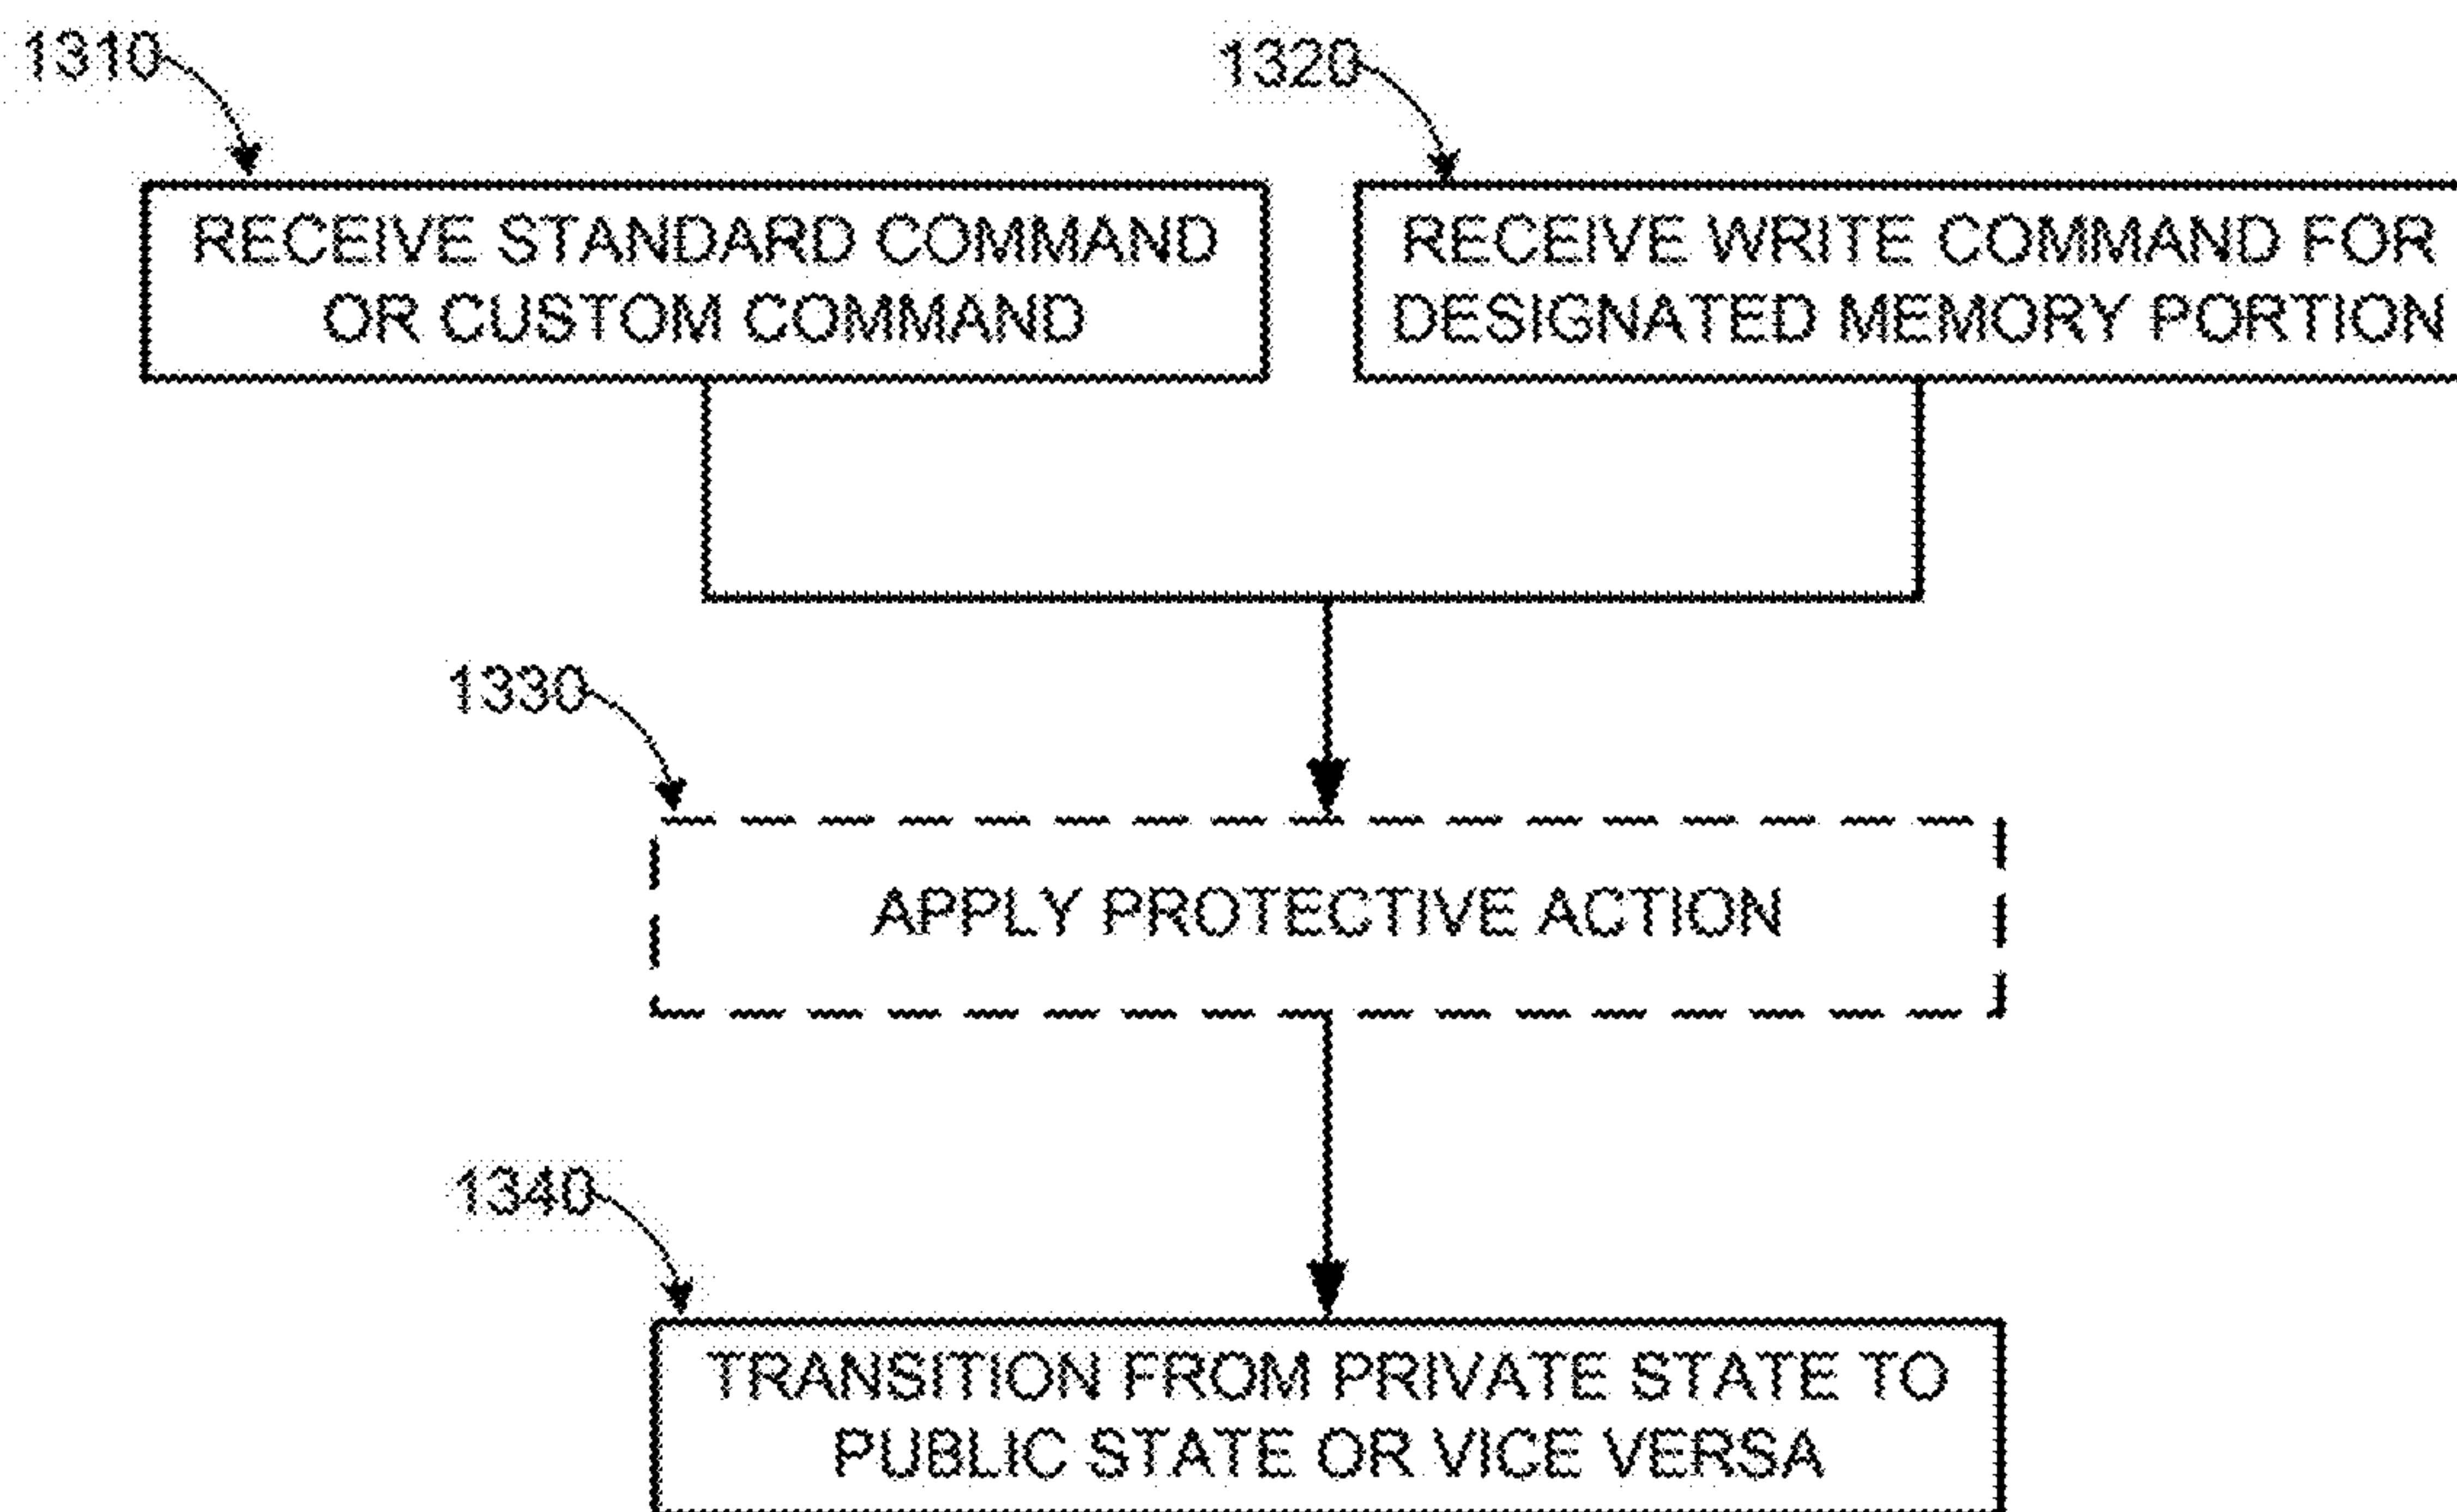 1310
1320
RECEIVE STANDARD COMMAND
OR CUSTOM COMMAND
RECEIVE WRITE COMMAND FOR
DESIGNATED MEMORY PORTION
1330
APPLY PROTECTIVE ACTION
1340
TRANSITION FROM PRIVATE STATE TO
PUBLIC STATE OR VICE VERSA